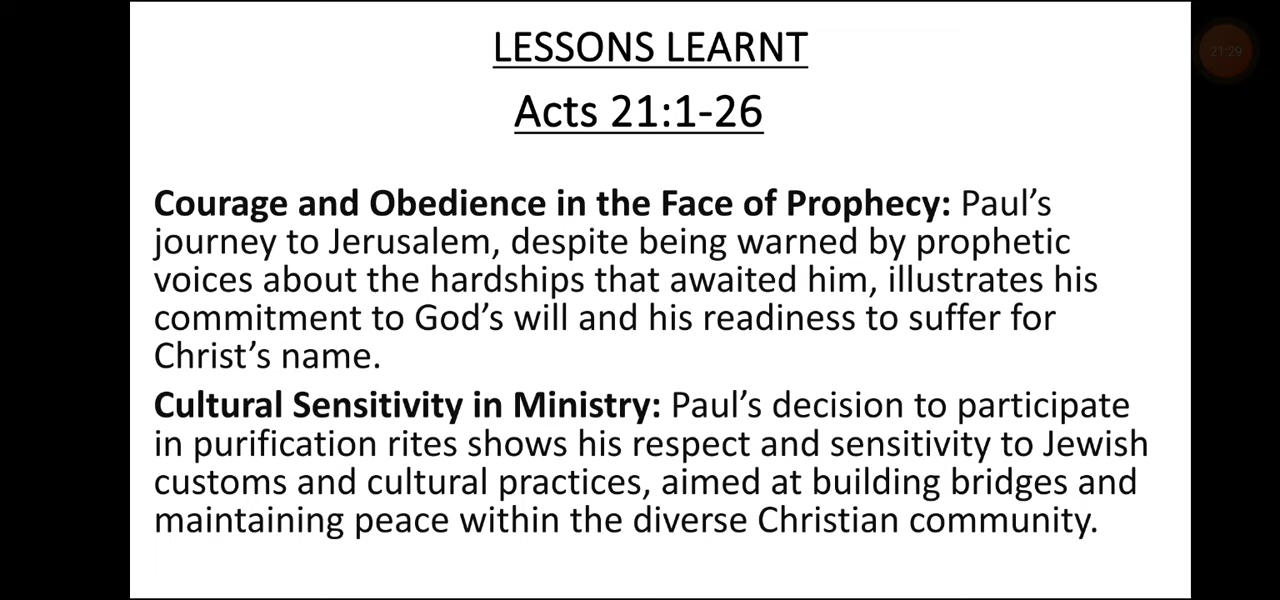 LESSONS LEARNT
21:29
Acts 21:1-26
Courage and Obedience in the Face of Prophecy: Paul’s
journey to Jerusalem, despite being warned by prophetic
voices about the hardships that awaited him, illustrates his
commitment to God’s will and his readiness to suffer for
Christ’s name.
Cultural Sensitivity in Ministry: Paul’s decision to participate
in purification rites shows his respect and sensitivity to Jewish
customs and cultural practices, aimed at building bridges and
maintaining peace within the diverse Christian community.